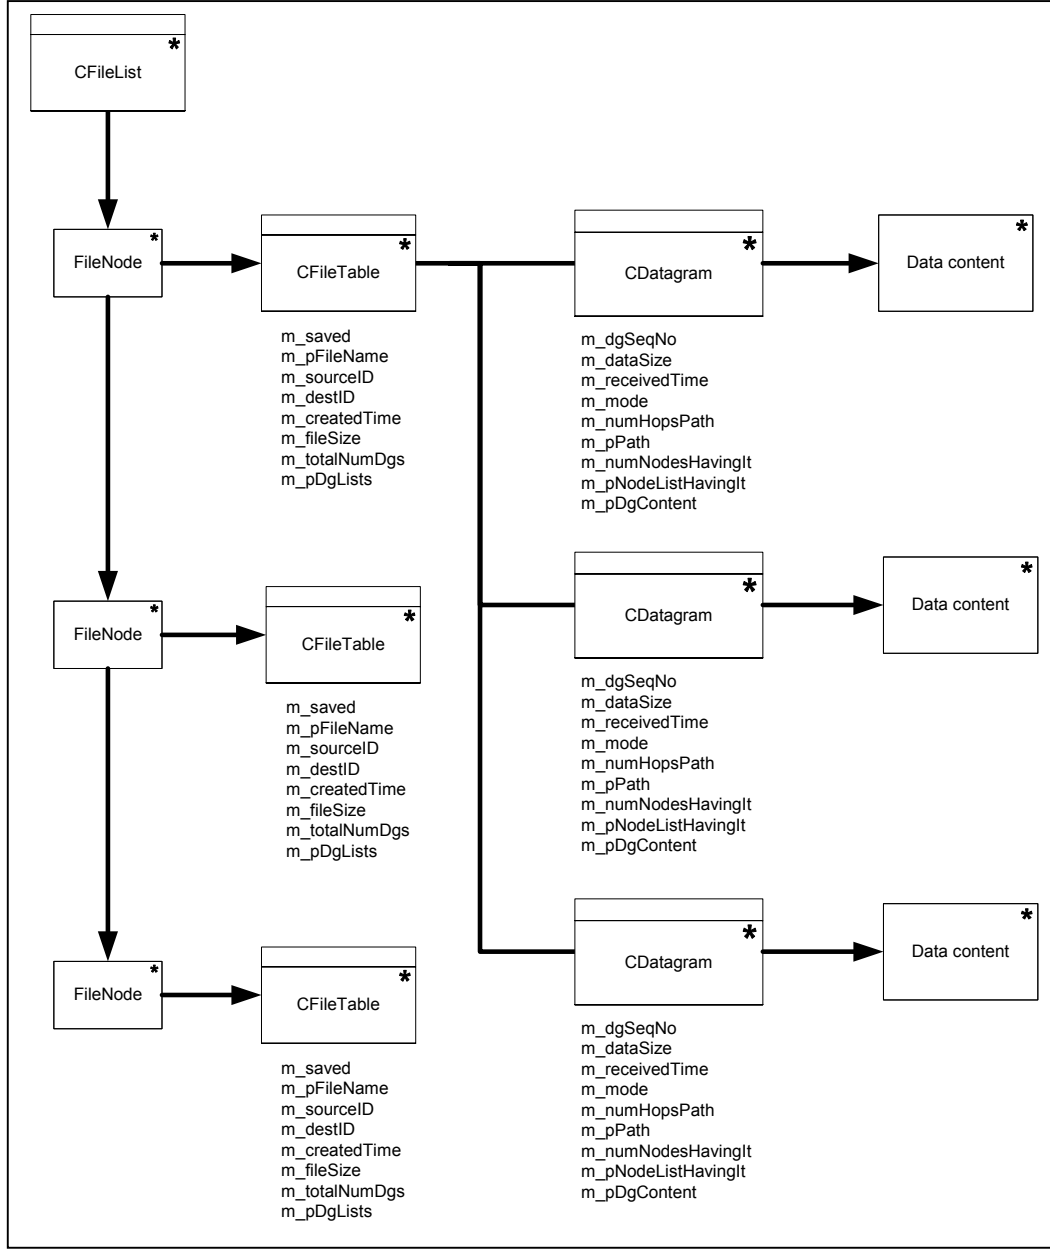 *
CFileList
*
FileNode
*
CFileTable
m_saved
m_pFileName
m_sourceID
m_destID
m_createdTime
m_fileSize
m_totalNumDgs
m_pDgLists
*
CDatagram
m_dgSeqNo
m_dataSize
m_receivedTime
m_mode
m_numHopsPath
m_pPath
m_numNodesHavingIt
m_pNodeListHavingIt
m_pDgContent
*
Data content
*
FileNode
*
CFileTable
m_saved
m_pFileName
m_sourceID
m_destID
m_createdTime
m_fileSize
m_totalNumDgs
m_pDgLists
*
CDatagram
m_dgSeqNo
m_dataSize
m_receivedTime
m_mode
m_numHopsPath
m_pPath
m_numNodesHavingIt
m_pNodeListHavingIt
m_pDgContent
*
Data content
*
FileNode
*
CFileTable
m_saved
m_pFileName
m_sourceID
m_destID
m_createdTime
m_fileSize
m_totalNumDgs
m_pDgLists
*
CDatagram
m_dgSeqNo
m_dataSize
m_receivedTime
m_mode
m_numHopsPath
m_pPath
m_numNodesHavingIt
m_pNodeListHavingIt
m_pDgContent
*
Data content